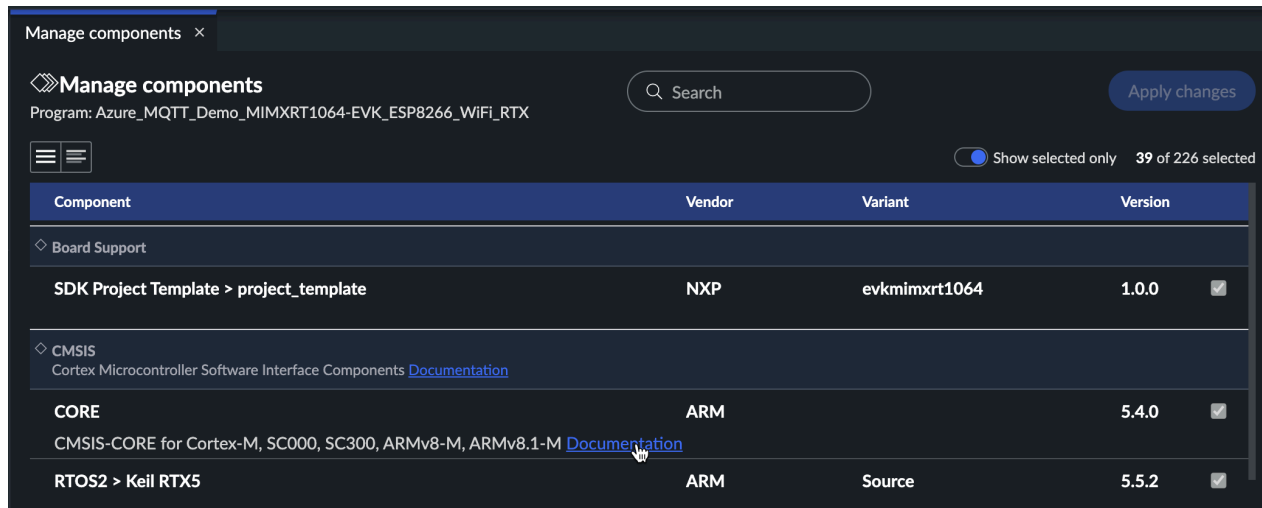 Manage components ×
Manage components
Program: Azure_MQTT_Demo_MIMXRT1064-EVK_ESP8266_WiFi_RTX
Search
Apply changes
Show selected only 39 of 226 selected
Component Vendor Variant Version
Board Support
SDK Project Template > project_template NXP evkmimxrt1064 1.0.0
CMSIS
Cortex Microcontroller Software Interface Components Documentation
CORE ARM 5.4.0
CMSIS-CORE for Cortex-M, SC000, SC300, ARMv8-M, ARMv8.1-M Documentation
RTOS2 > Keil RTX5 ARM Source 5.5.2